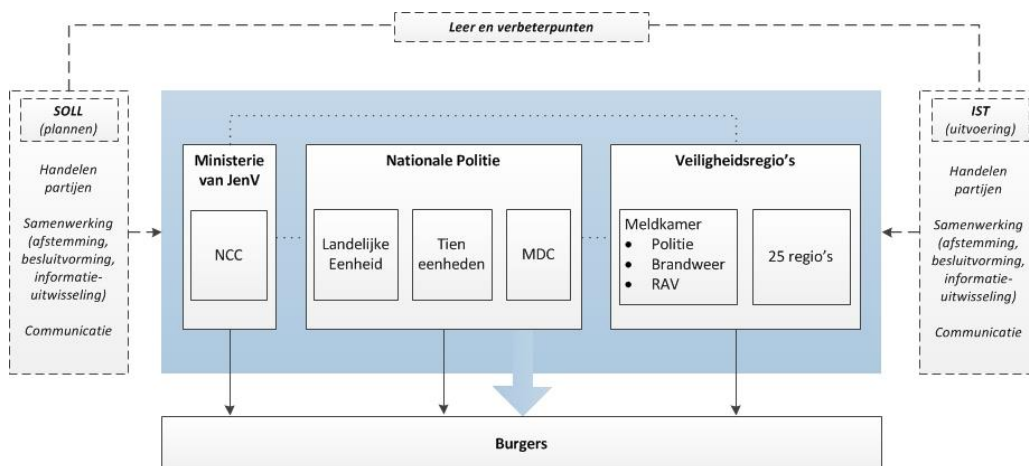 Leer en verbeterpunten
SOLL
(plannen)
Handelen
partijen
Samenwerking
(afstemming,
besluitvorming,
informatie-
uitwisseling)
Communicatie
Ministerie
van JenV
NCC
Nationale Politie
Landelijke
Eenheid
Tien
eenheden
MDC
Veiligheidsregio's
Meldkamer
● Politie
● Brandweer
● RAV
25 regio's
IST
(uitvoering)
Handelen
partijen
Samenwerking
(afstemming,
besluitvorming,
informatie-
uitwisseling)
Communicatie
Burgers